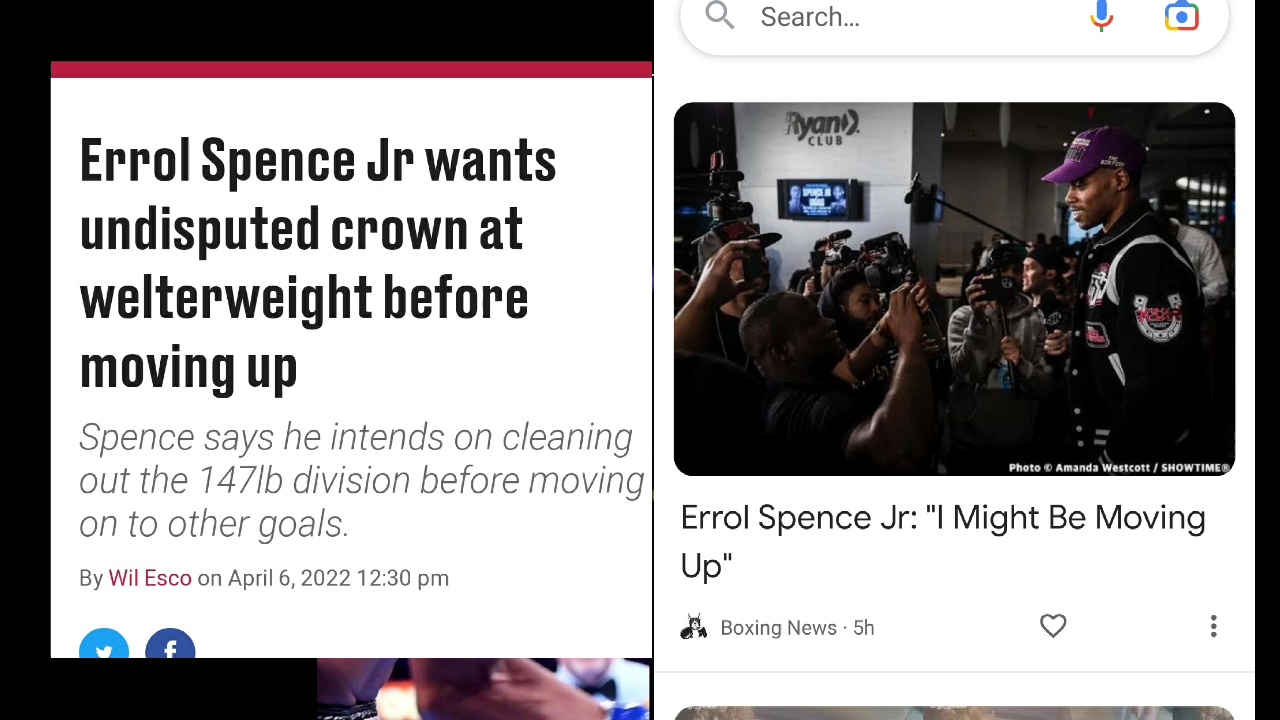 Errol Spence Jr wants
undisputed crown at
welterweight before
moving up
Spence says he intends on cleaning
out the 147lb division before moving
on to other goals.
By Wil Esco on April 6, 2022 12:30 pm
Search...
Ryan
CLUB
SPENCE JR
UGAS
Photo © Amanda Westcott / SHOWTIME®
Errol Spence Jr: "I Might Be Moving
Up"
Boxing News · 5h